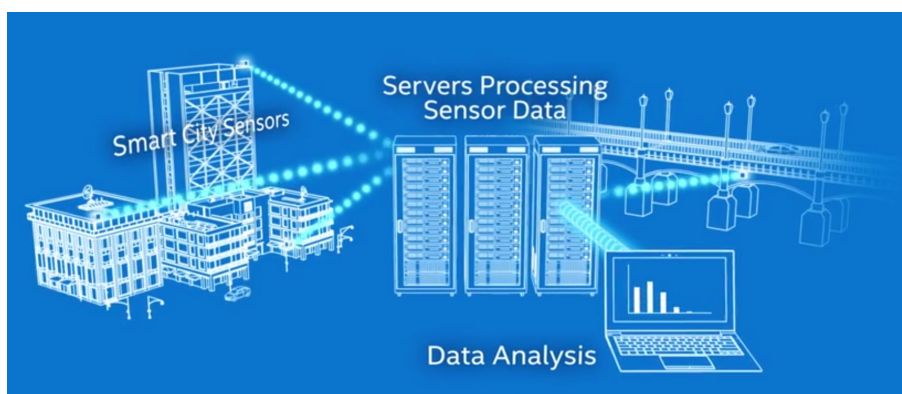 Smart City Sensors
Servers Processing
Sensor Data
Data Analysis